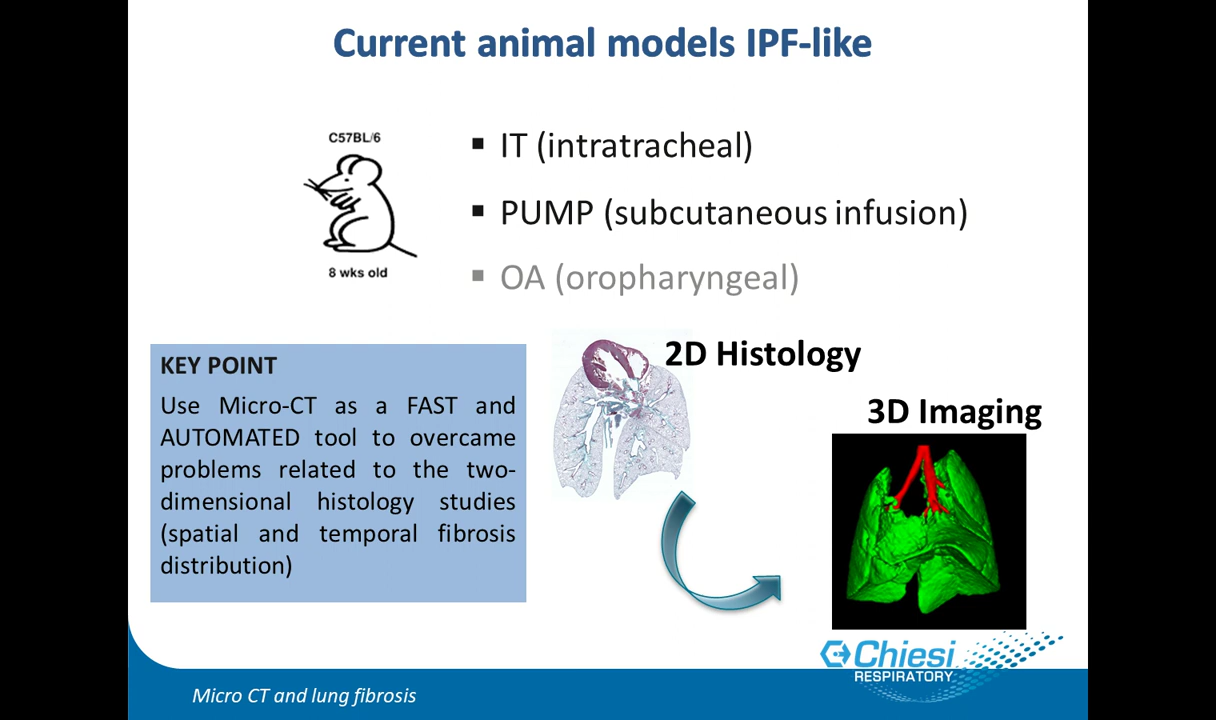 Current animal models IPF-like
C57BL/6
8 wks old
▪ IT (intratracheal)
▪ PUMP (subcutaneous infusion)
▪ OA (oropharyngeal)
KEY POINT
Use Micro-CT as a FAST and
AUTOMATED tool to overcame
problems related to the two-
dimensional histology studies
(spatial and temporal fibrosis
distribution)
2D Histology
3D Imaging
Chiesi
RESPIRATORY
Micro CT and lung fibrosis